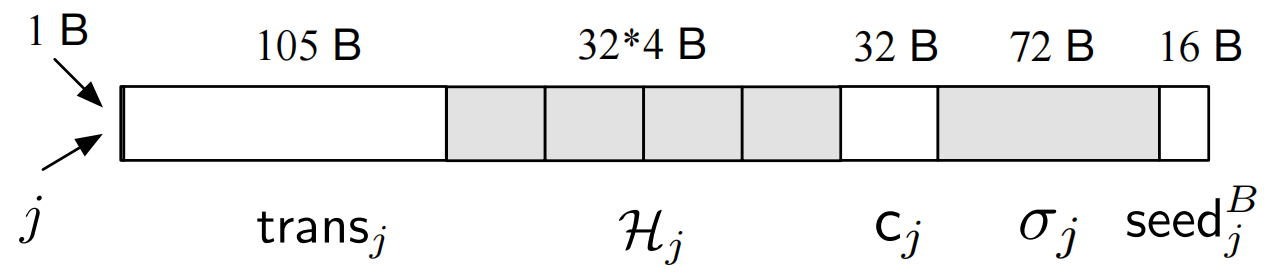 1 B 105 B 32*4 B 32 B 72 B 16 B
j trans_j ℋ_j c_j σ_j seed_j^B